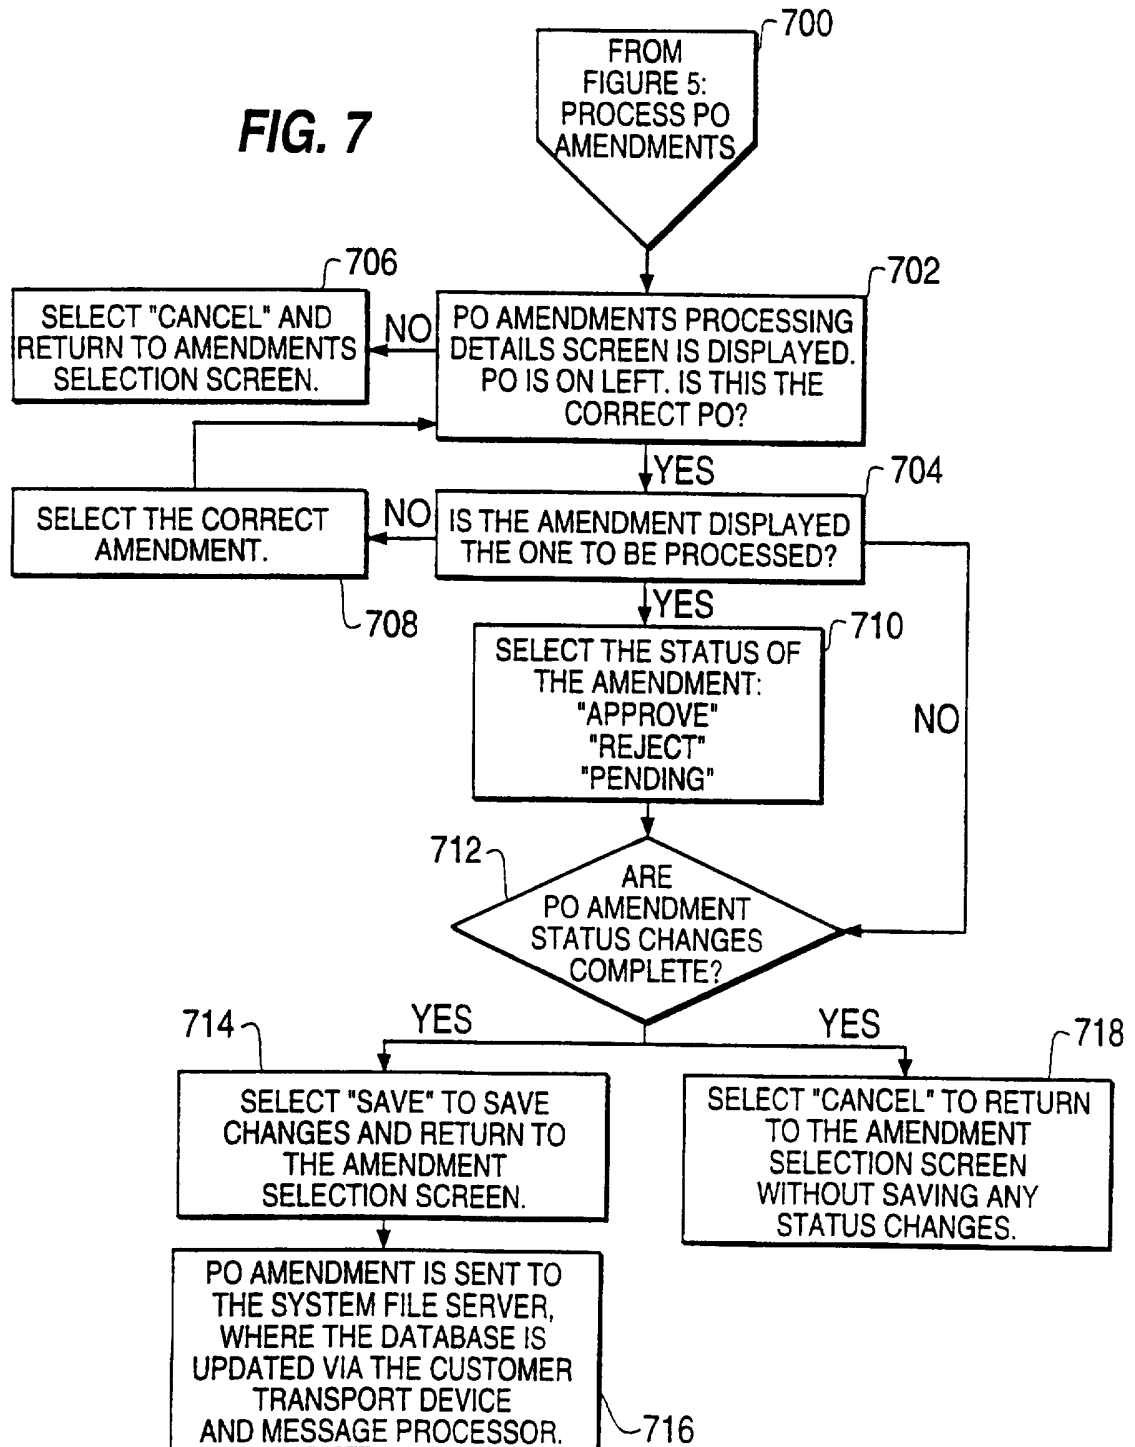 FIG. 7
700
FROM
FIGURE 5:
PROCESS PO
AMENDMENTS
706
SELECT "CANCEL" AND
RETURN TO AMENDMENTS
SELECTION SCREEN.
NO
702
PO AMENDMENTS PROCESSING
DETAILS SCREEN IS DISPLAYED.
PO IS ON LEFT. IS THIS THE
CORRECT PO?
YES
704
SELECT THE CORRECT
AMENDMENT.
708
NO
IS THE AMENDMENT DISPLAYED
THE ONE TO BE PROCESSED?
YES
710
SELECT THE STATUS OF
THE AMENDMENT:
"APPROVE"
"REJECT"
"PENDING"
NO
712
ARE
PO AMENDMENT
STATUS CHANGES
COMPLETE?
714
YES
YES
718
SELECT "SAVE" TO SAVE
CHANGES AND RETURN TO
THE AMENDMENT
SELECTION SCREEN.
SELECT "CANCEL" TO RETURN
TO THE AMENDMENT
SELECTION SCREEN
WITHOUT SAVING ANY
STATUS CHANGES.
PO AMENDMENT IS SENT TO
THE SYSTEM FILE SERVER,
WHERE THE DATABASE IS
UPDATED VIA THE CUSTOMER
TRANSPORT DEVICE
AND MESSAGE PROCESSOR.
716